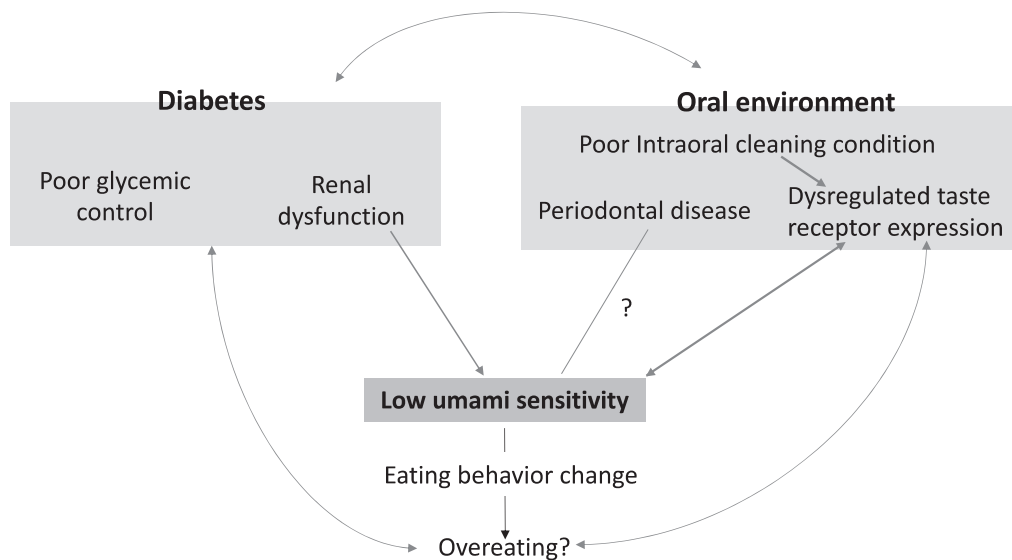 Diabetes
Poor glycemic
control
Renal
dysfunction
Oral environment
Poor Intraoral cleaning condition
Periodontal disease
Dysregulated taste
receptor expression
?
Low umami sensitivity
Eating behavior change
Overeating?